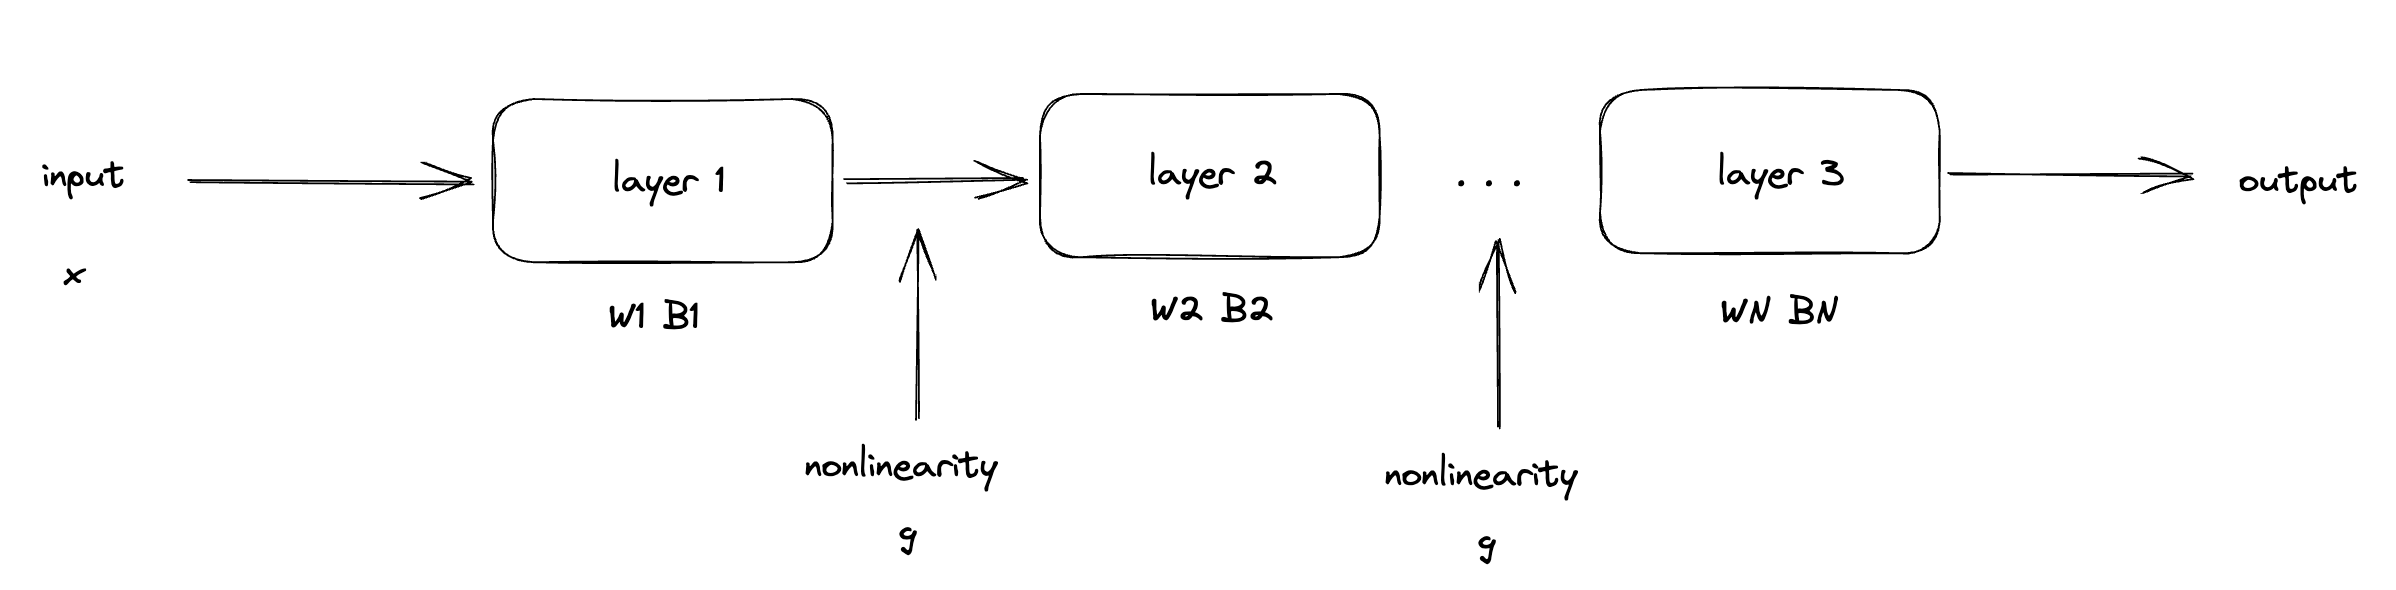 input
layer 1
layer 2
...
layer 3
output
x
W1 B1
W2 B2
WN BN
nonlinearity
g
nonlinearity
g